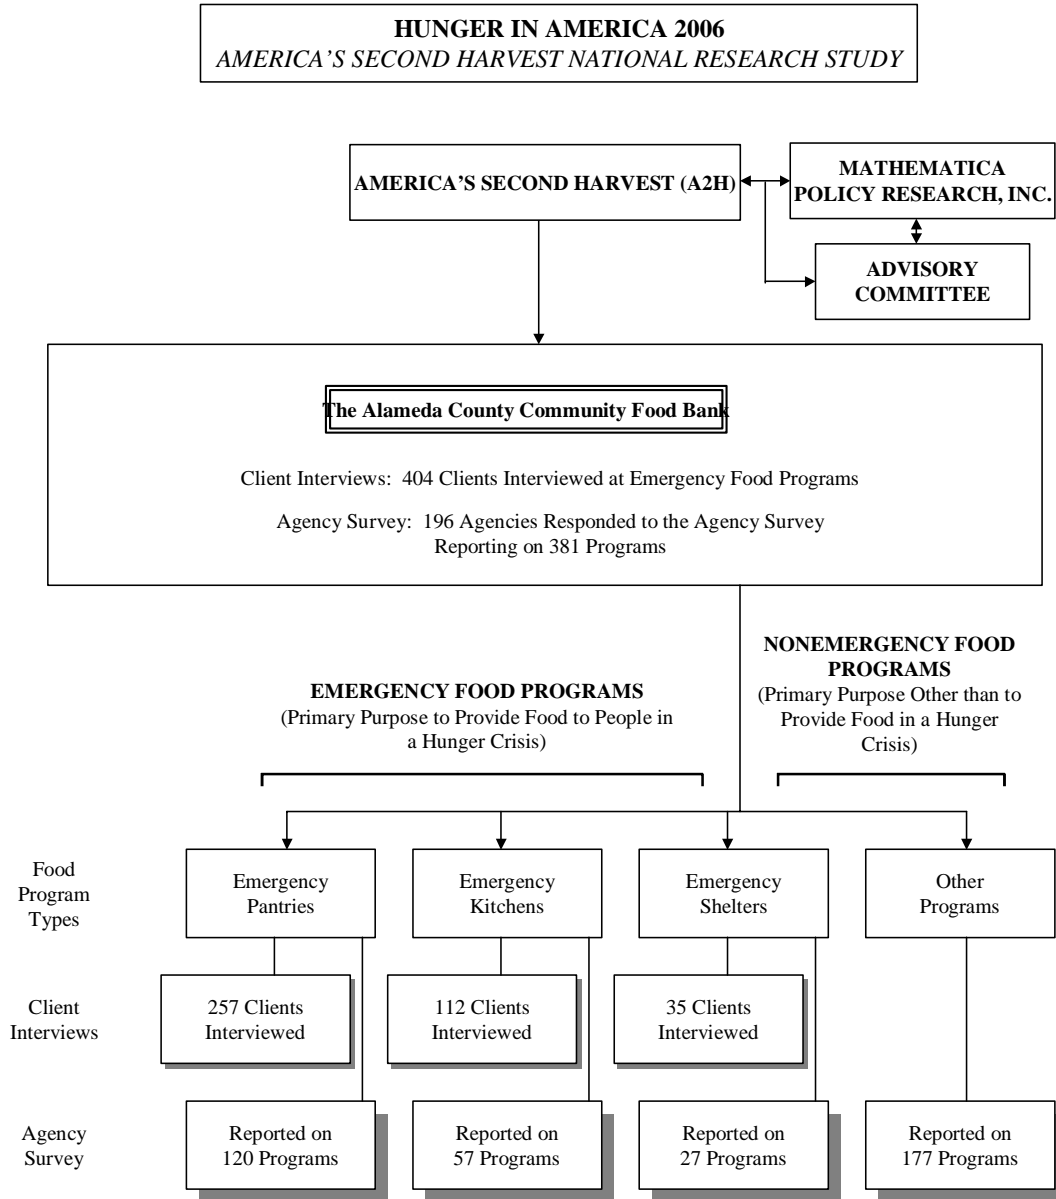 HUNGER IN AMERICA 2006
AMERICA'S SECOND HARVEST NATIONAL RESEARCH STUDY
AMERICA'S SECOND HARVEST (A2H)
MATHEMATICA
POLICY RESEARCH, INC.
ADVISORY
COMMITTEE
The Alameda County Community Food Bank
Client Interviews:  404 Clients Interviewed at Emergency Food Programs
Agency Survey:  196 Agencies Responded to the Agency Survey
Reporting on 381 Programs
EMERGENCY FOOD PROGRAMS
(Primary Purpose to Provide Food to People in
a Hunger Crisis)
NONEMERGENCY FOOD
PROGRAMS
(Primary Purpose Other than to
Provide Food in a Hunger
Crisis)
Food
Program
Types
Emergency
Pantries
Emergency
Kitchens
Emergency
Shelters
Other
Programs
Client
Interviews
257 Clients
Interviewed
112 Clients
Interviewed
35 Clients
Interviewed
Agency
Survey
Reported on
120 Programs
Reported on
57 Programs
Reported on
27 Programs
Reported on
177 Programs